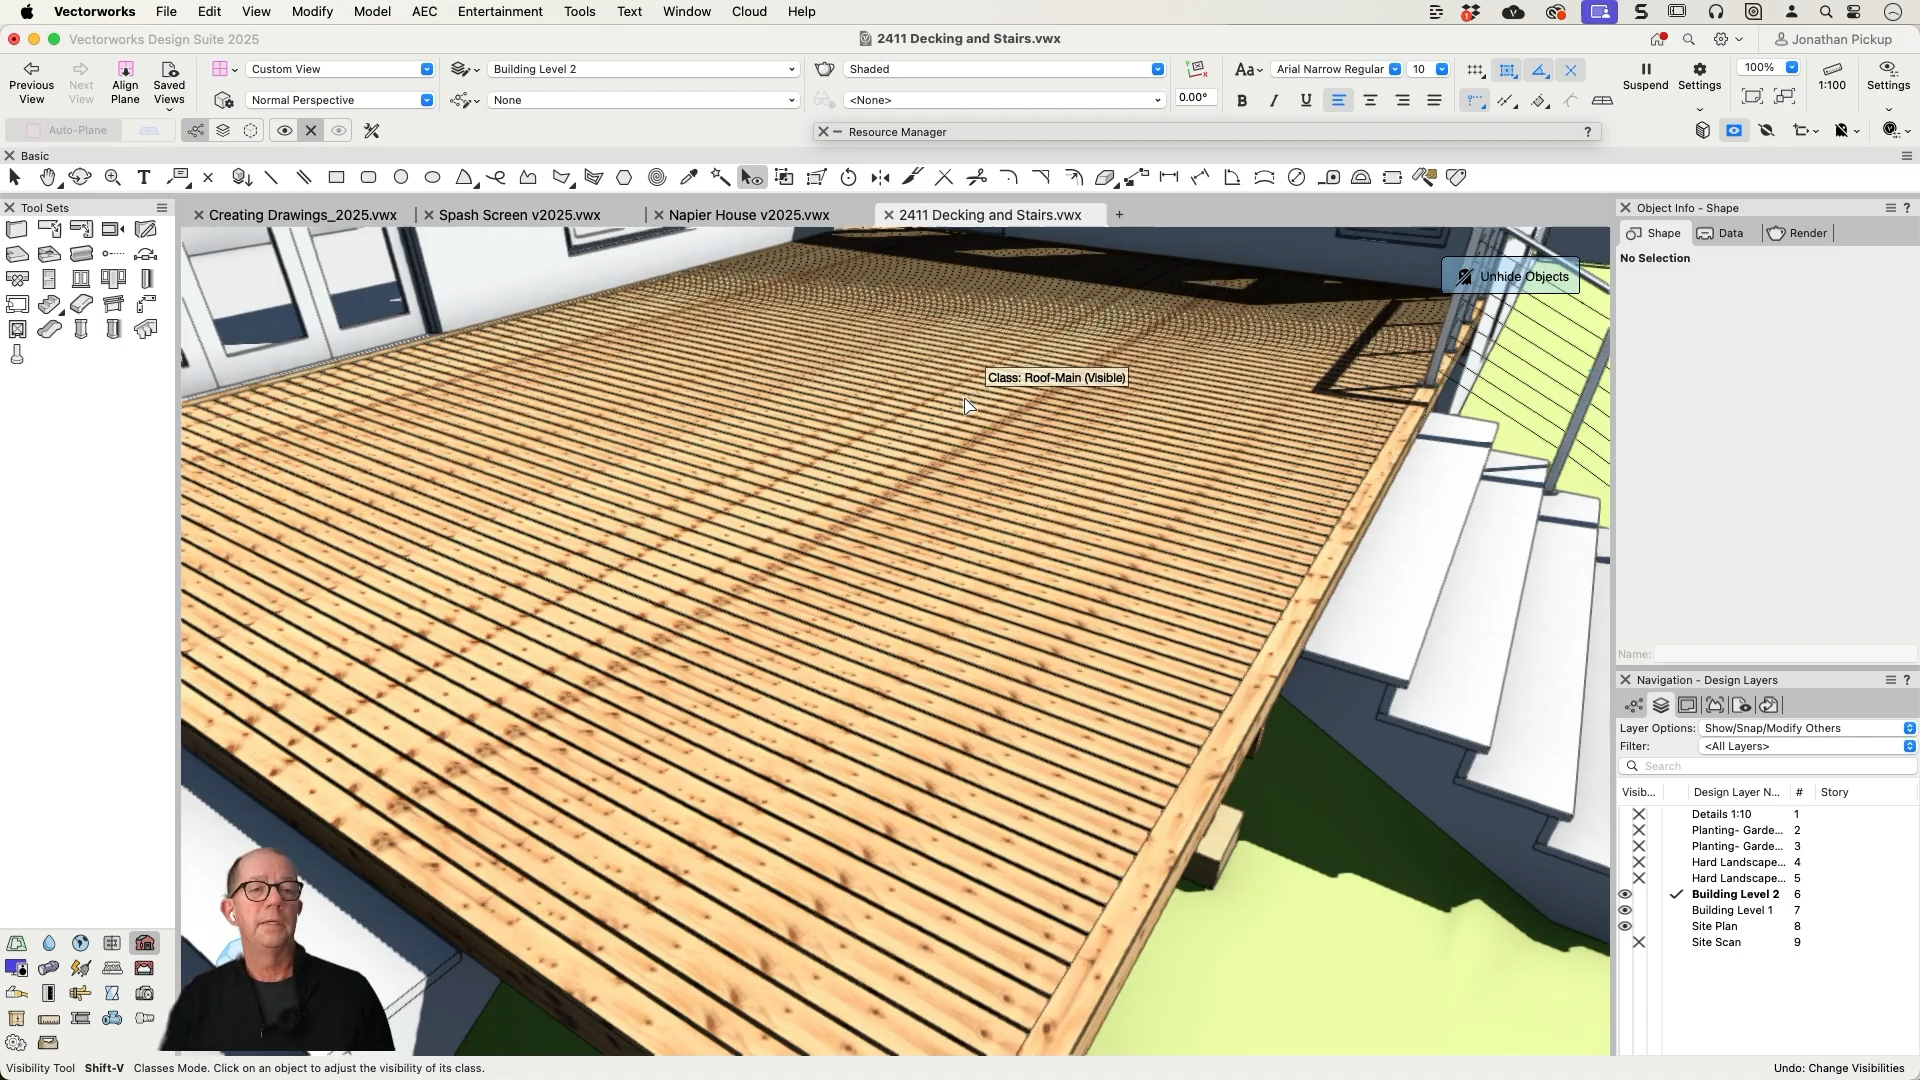 Vectorworks File Edit View Modify Model AEC Entertainment Tools Text Window Cloud Help
Vectorworks Design Suite 2025
2411 Decking and Stairs.vwx
Jonathan Pickup
Previous View
Next View
Align Plane
Saved Views
Custom View
Building Level 2
Shaded
Aa
Arial Narrow Regular
10
Suspend
Settings
100%
1:100
Settings
Normal Perspective
None
<None>
0.00°
B I U
Auto-Plane
Resource Manager
?
Basic
Tool Sets
Creating Drawings_2025.vwx
Spash Screen v2025.vwx
Napier House v2025.vwx
2411 Decking and Stairs.vwx
+
Unhide Objects
Class: Roof-Main (Visible)
Object Info - Shape
?
Shape Data Render
No Selection
Name:
Navigation - Design Layers
?
Layer Options: Show/Snap/Modify Others
Filter: <All Layers>
Search
Visib... Design Layer N... # Story
Details 1:10 1
Planting- Garde... 2
Planting- Garde... 3
Hard Landscape... 4
Hard Landscape... 5
Building Level 2 6
Building Level 1 7
Site Plan 8
Site Scan 9
Visibility Tool Shift-V Classes Mode. Click on an object to adjust the visibility of its class.
Undo: Change Visibilities